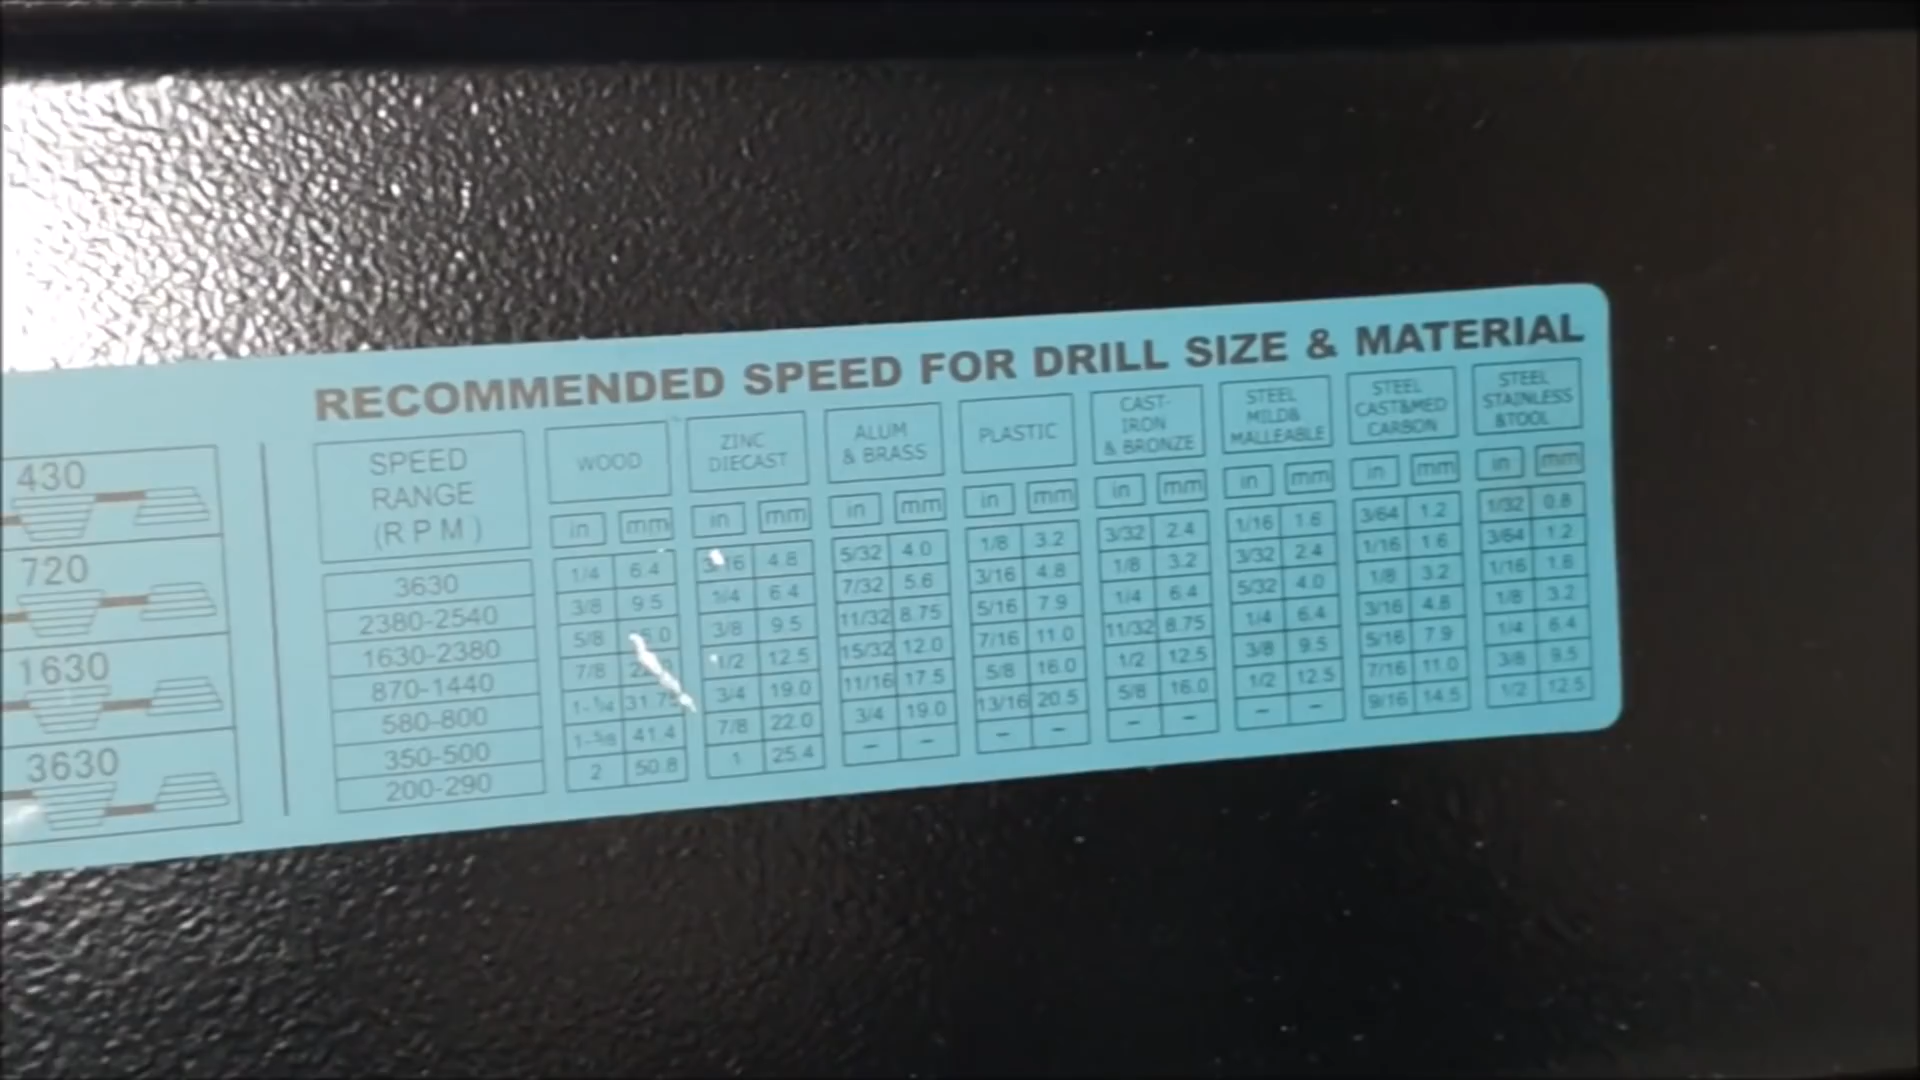 RECOMMENDED SPEED FOR DRILL SIZE & MATERIAL
430
720
1630
3630
SPEED RANGE (RPM)
WOOD
ZINC DIECAST
ALUM & BRASS
PLASTIC
CAST-IRON & BRONZE
STEEL MILD& MALLEABLE
STEEL CAST&MED CARBON
STEEL STAINLESS &TOOL
in mm in mm in mm in mm in mm in mm in mm in mm
3630 1/4 6.4 4.8 5/32 4.0 1/8 3.2 3/32 2.4 1/16 1.6 3/64 1.2 1/32 0.8
2380-2540 3/8 9.5 1/4 6.4 7/32 5.6 3/16 4.8 1/8 3.2 3/32 2.4 1/16 1.6 3/64 1.2
1630-2380 5/8 3/8 9.5 11/32 8.75 5/16 7.9 1/4 6.4 5/32 4.0 1/8 3.2 1/16 1.6
870-1440 7/8 1/2 12.5 15/32 12.0 7/16 11.0 11/32 8.75 1/4 6.4 3/16 4.8 1/8 3.2
580-800 1-1/4 31.75 3/4 19.0 11/16 17.5 5/8 16.0 1/2 12.5 3/8 9.5 5/16 7.9 1/4 6.4
350-500 1-5/8 41.4 7/8 22.0 3/4 19.0 13/16 20.5 5/8 16.0 1/2 12.5 7/16 11.0 3/8 9.5
200-290 2 50.8 1 25.4 – – – – – – – – 9/16 14.5 1/2 12.5